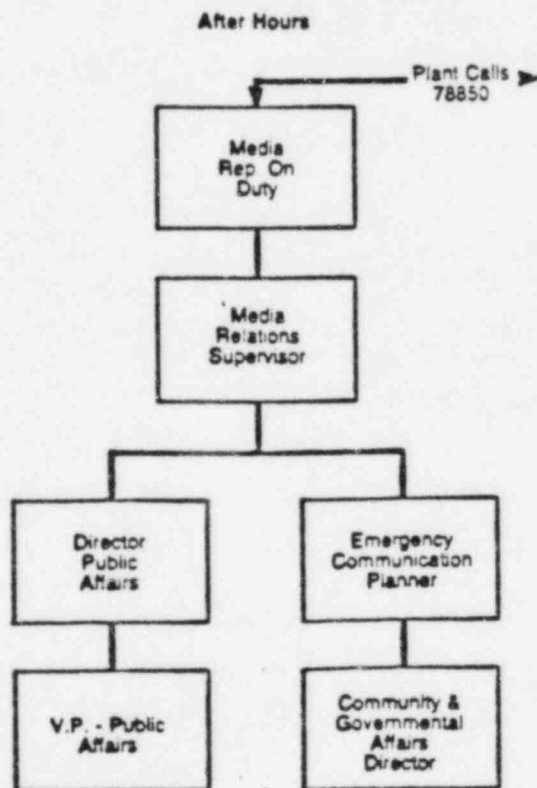 After Hours
Plant Calls
78850
Media
Rep On
Duty
Media
Relations
Supervisor
Director
Public
Affairs
Emergency
Communication
Planner
V.P. - Public
Affairs
Community &
Governmental
Affairs
Director